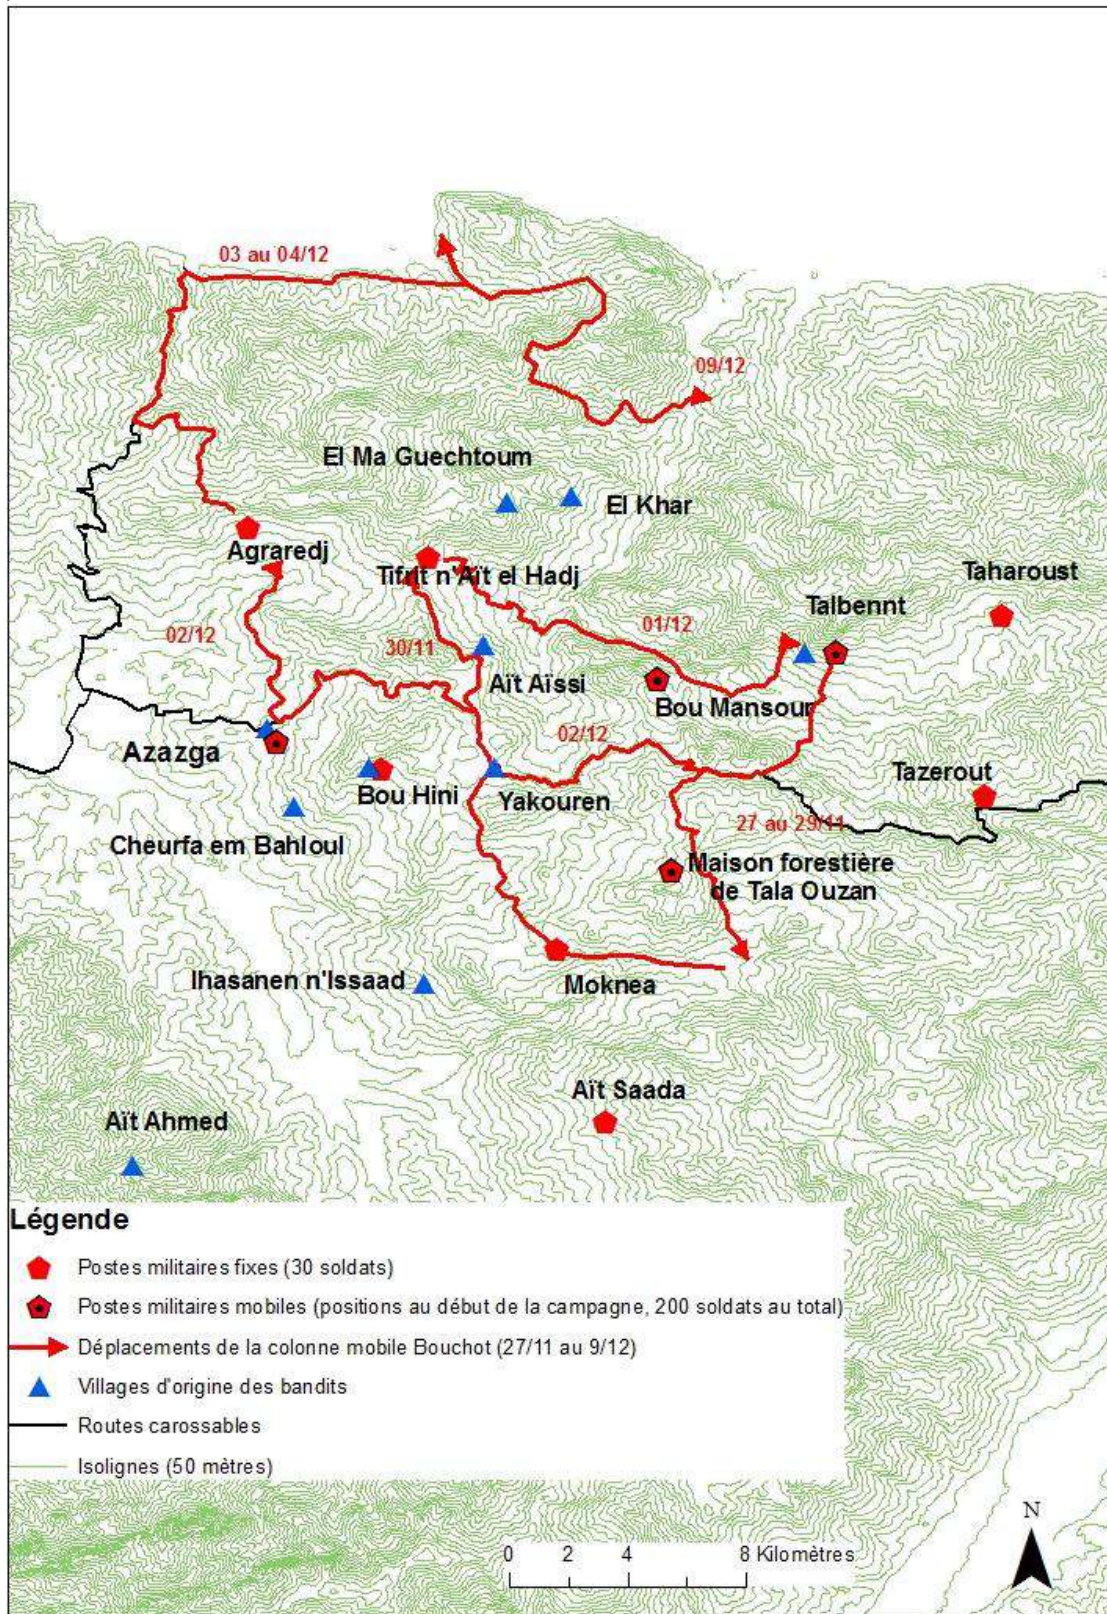 03 au 04/12
09/12
El Ma Guechtoum
El Khar
Agraredj
Tifrit n'Aït el Hadj
Taharoust
Talbennt
02/12
30/11
01/12
Aït Aïssi
Bou Mansour
02/12
Azazga
Tazerout
Bou Hini
Yakouren
27 au 29/11
Cheurfa em Bahloul
Maison forestière
de Tala Ouzan
Ihasanen n'Issaad
Moknea
Aït Saada
Aït Ahmed
Légende
Postes militaires fixes (30 soldats)
Postes militaires mobiles (positions au début de la campagne, 200 soldats au total)
Déplacements de la colonne mobile Bouchot (27/11 au 9/12)
Villages d'origine des bandits
Routes carossables
Isolignes (50 mètres)
N
0 2 4 8 Kilomètres